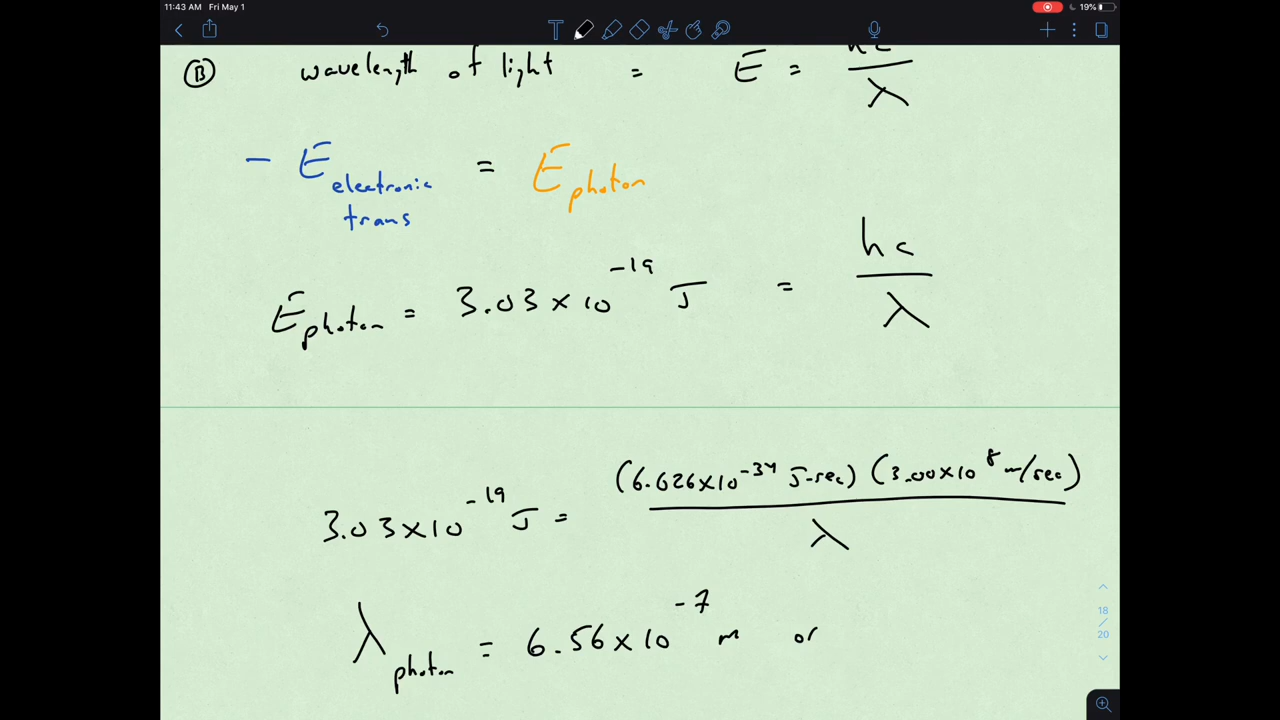 11:43 AM Fri May 1
19%
T
B wavelength of light = E = hc / λ
- E electronic trans = E photon
E photon = 3.03 x 10^-19 J = hc / λ
3.03 x 10^-19 J = (6.626 x 10^-34 J-sec) (3.00 x 10^8 m/sec) / λ
λ photon = 6.56 x 10^-7 m or
18
/
20